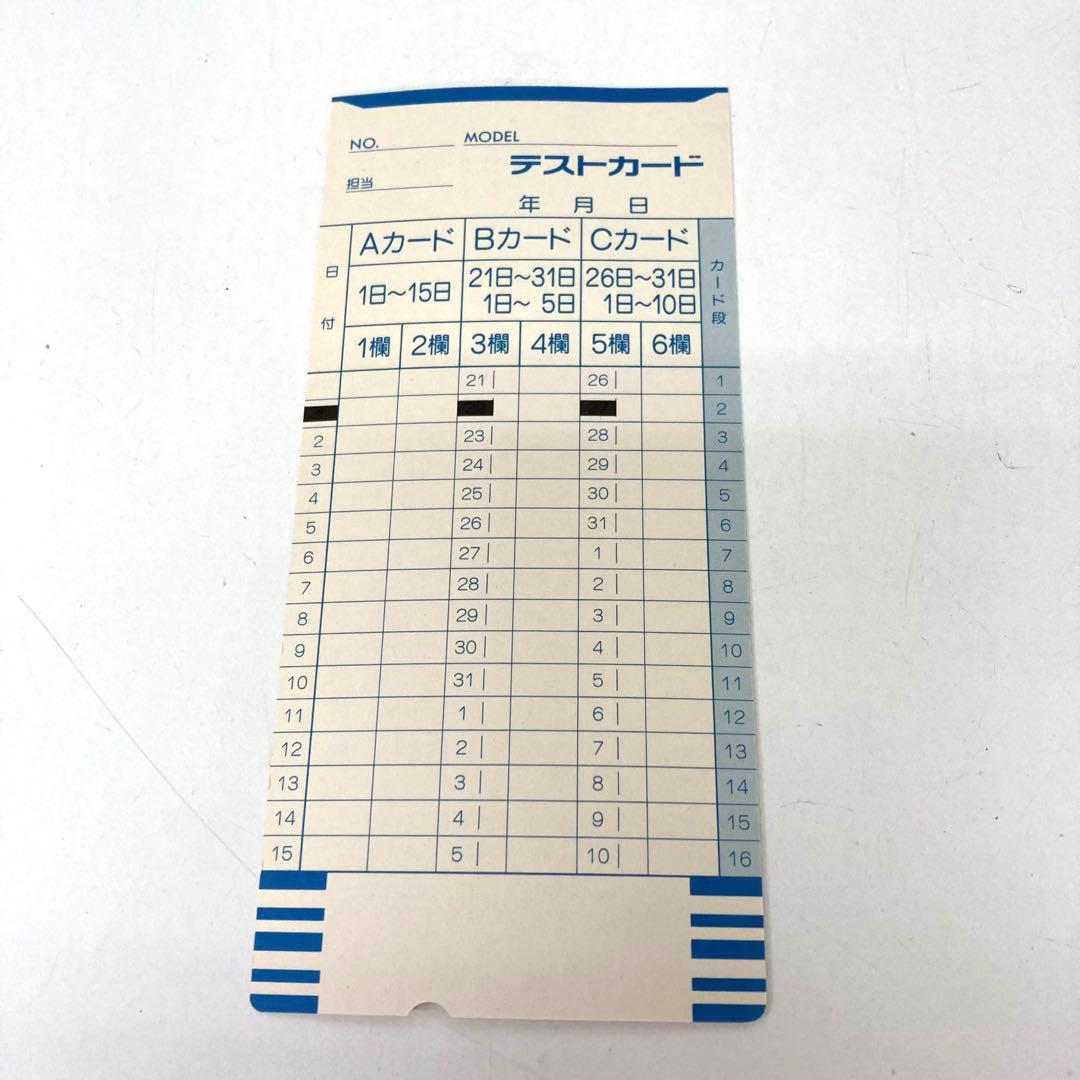 NO. MODEL
テストカード
担当
年 月 日
日付 Aカード Bカード Cカード カード段
1日～15日 21日～31日 26日～31日
1日～ 5日 1日～10日
1欄 2欄 3欄 4欄 5欄 6欄
21 26 1
2
2 23 28 3
3 24 29 4
4 25 30 5
5 26 31 6
6 27 1 7
7 28 2 8
8 29 3 9
9 30 4 10
10 31 5 11
11 1 6 12
12 2 7 13
13 3 8 14
14 4 9 15
15 5 10 16